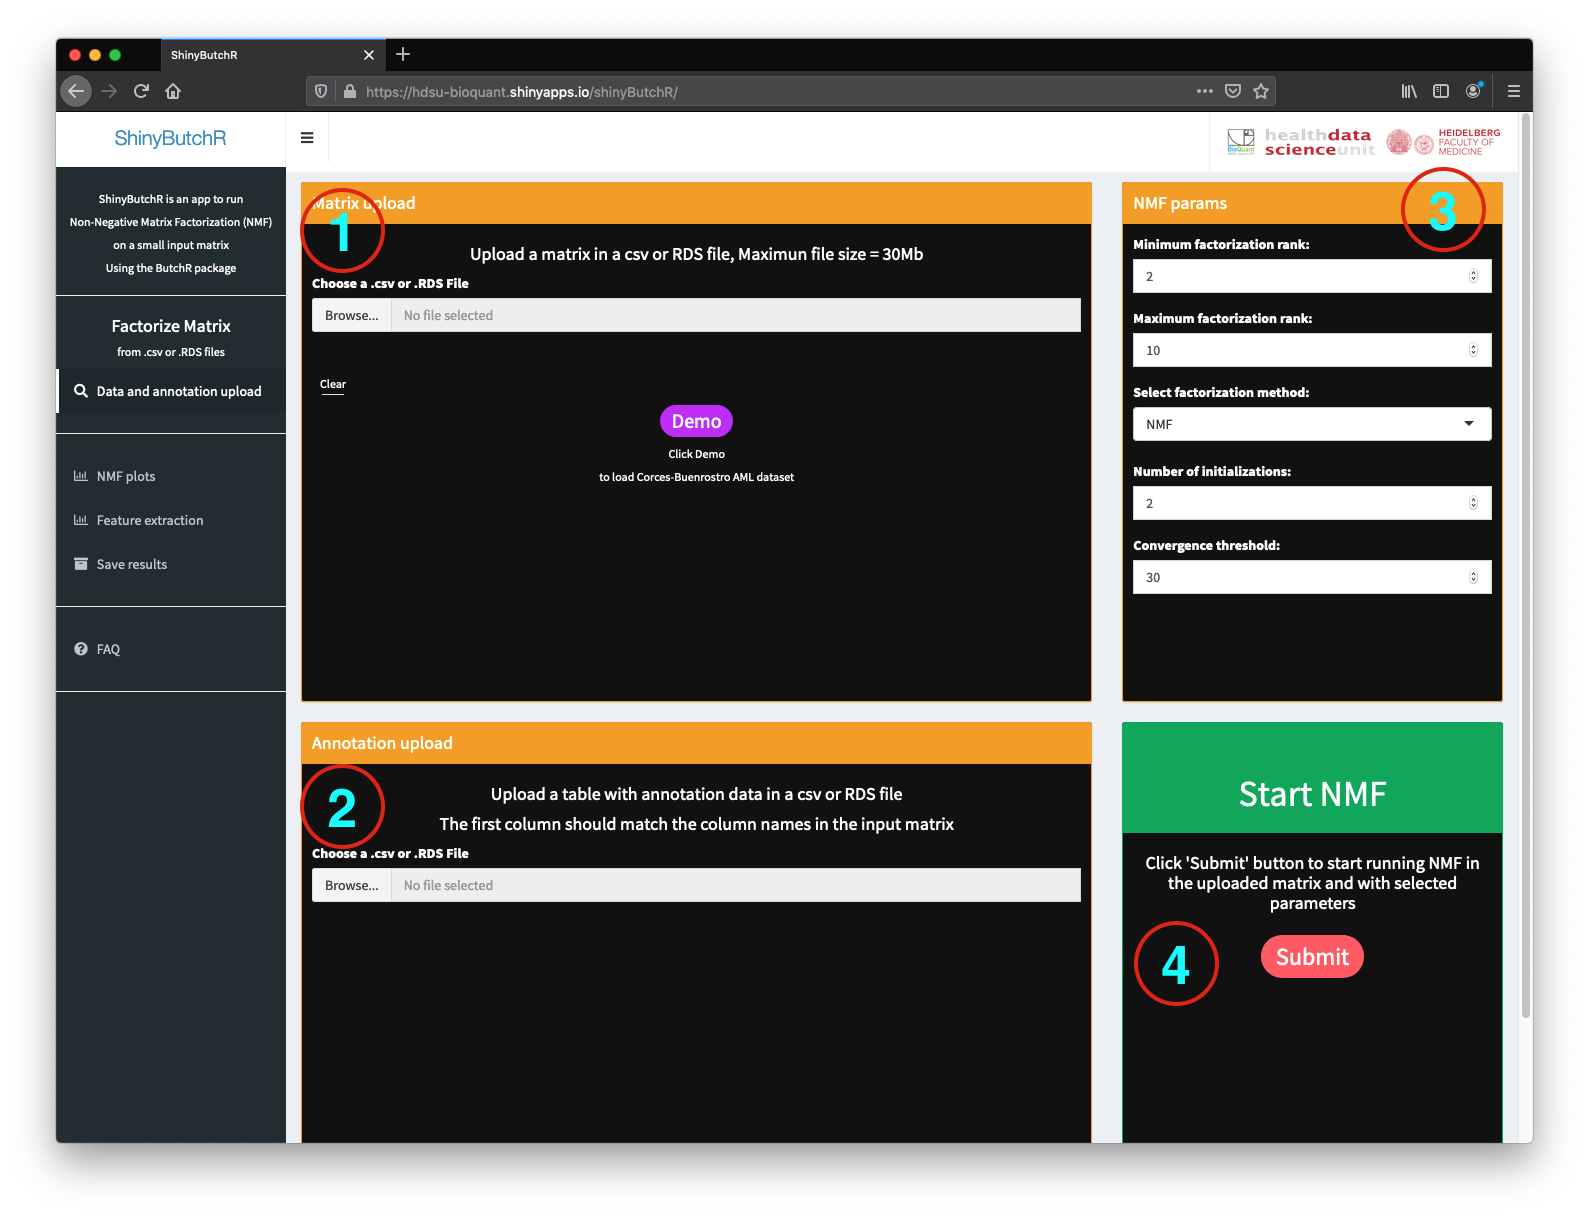 ShinyButchR
https://hdsu-bioquant.shinyapps.io/shinyButchR/
ShinyButchR
BioQuant
healthdata
scienceunit
HEIDELBERG
FACULTY OF
MEDICINE
ShinyButchR is an app to run
Non-Negative Matrix Factorization (NMF)
on a small input matrix
Using the ButchR package
Factorize Matrix
from .csv or .RDS files
Data and annotation upload
NMF plots
Feature extraction
Save results
FAQ
Matrix upload
1
Upload a matrix in a csv or RDS file, Maximun file size = 30Mb
Choose a .csv or .RDS File
Browse... No file selected
Clear
Demo
Click Demo
to load Corces-Buenrostro AML dataset
NMF params
3
Minimum factorization rank:
2
Maximum factorization rank:
10
Select factorization method:
NMF
Number of initializations:
2
Convergence threshold:
30
Annotation upload
2
Upload a table with annotation data in a csv or RDS file
The first column should match the column names in the input matrix
Choose a .csv or .RDS File
Browse... No file selected
Start NMF
Click 'Submit' button to start running NMF in
the uploaded matrix and with selected
parameters
4
Submit